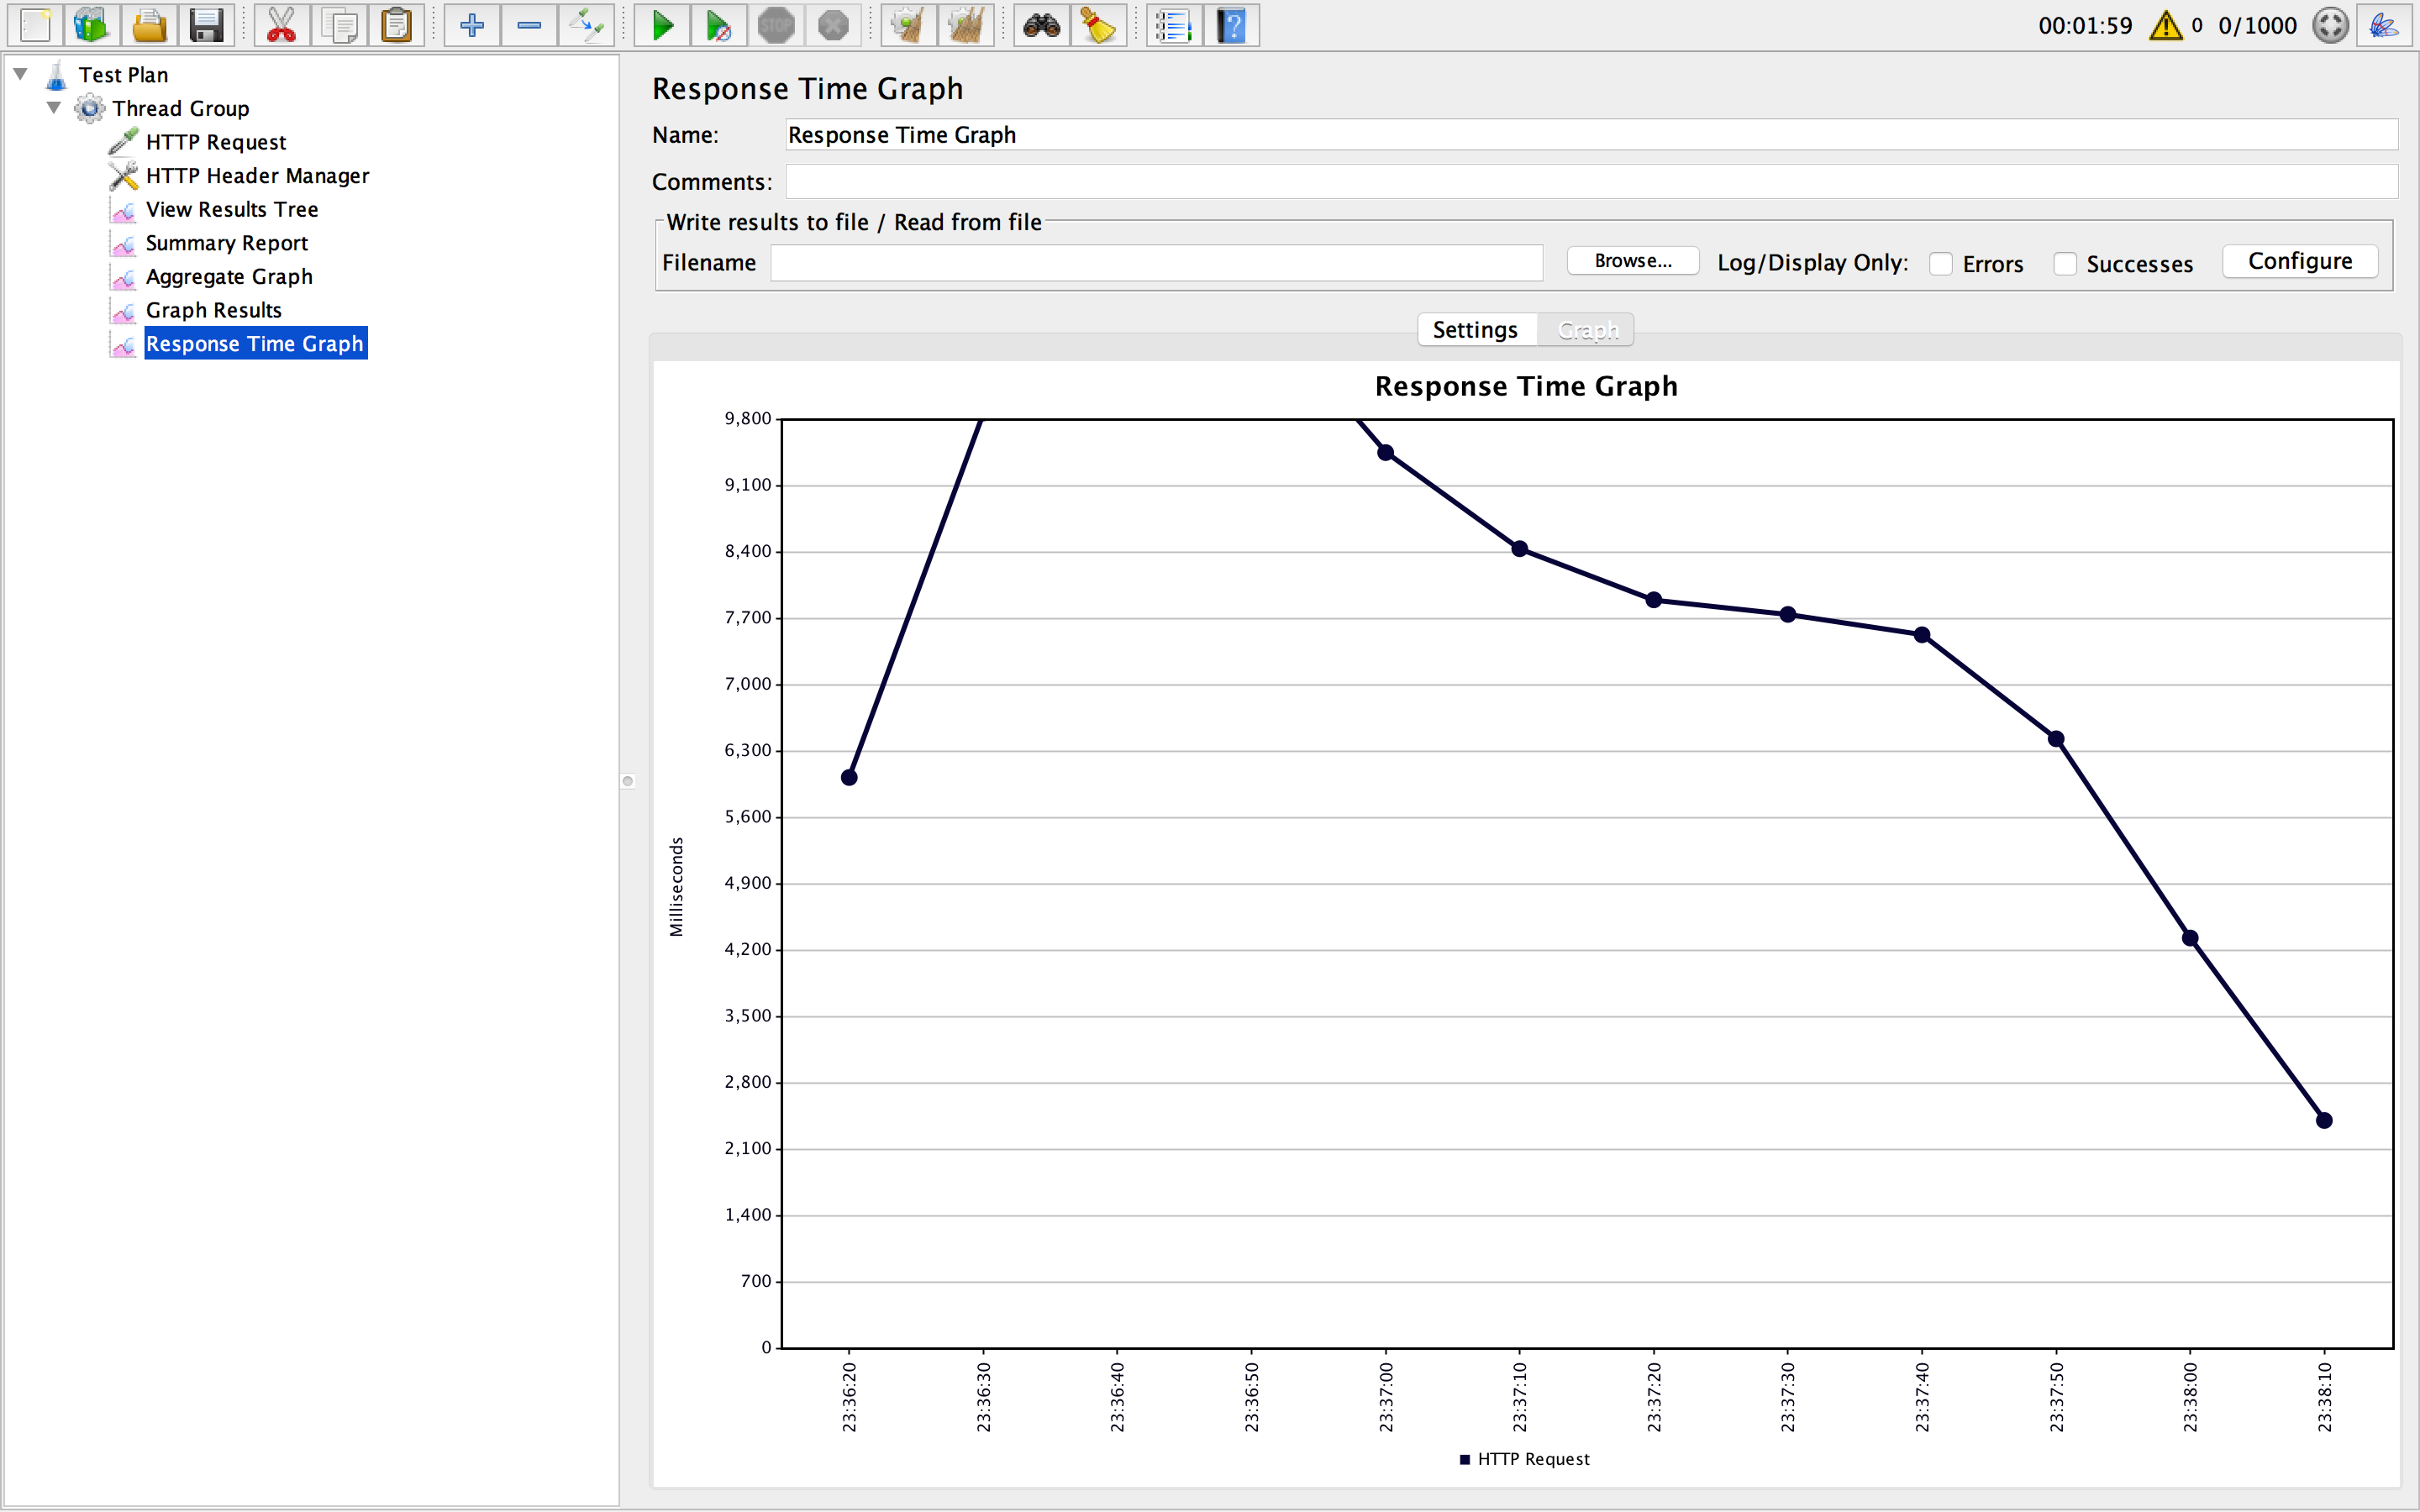 STOP
00:01:59 0 0/1000
Test Plan
Thread Group
HTTP Request
HTTP Header Manager
View Results Tree
Summary Report
Aggregate Graph
Graph Results
Response Time Graph
Response Time Graph
Name: Response Time Graph
Comments:
Write results to file / Read from file
Filename Browse... Log/Display Only: Errors Successes Configure
Settings Graph
Response Time Graph
9,800
9,100
8,400
7,700
7,000
6,300
5,600
4,900
4,200
3,500
2,800
2,100
1,400
700
0
Milliseconds
23:36:20 23:36:30 23:36:40 23:36:50 23:37:00 23:37:10 23:37:20 23:37:30 23:37:40 23:37:50 23:38:00 23:38:10
HTTP Request